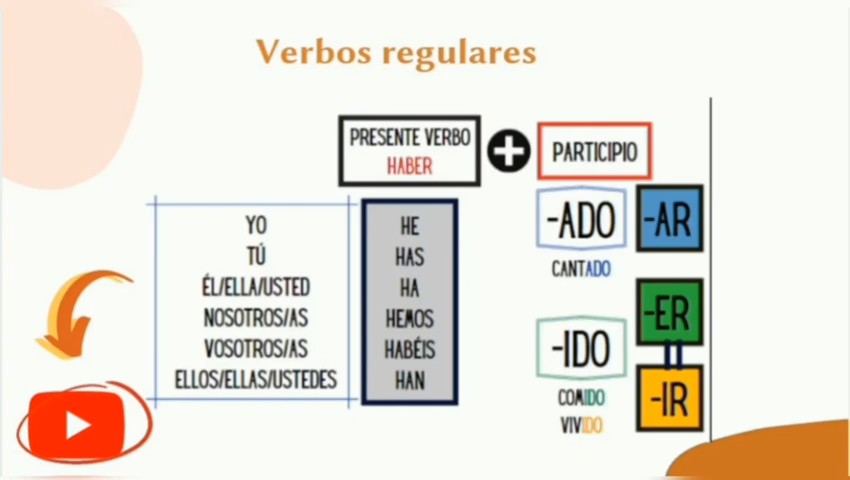 Verbos regulares
PRESENTE VERBO
HABER
PARTICIPIO
YO
TÚ
ÉL/ELLA/USTED
NOSOTROS/AS
VOSOTROS/AS
ELLOS/ELLAS/USTEDES
HE
HAS
HA
HEMOS
HABÉIS
HAN
-ADO
CANTADO
-AR
-IDO
COMIDO
VIVIDO
-ER
-IR